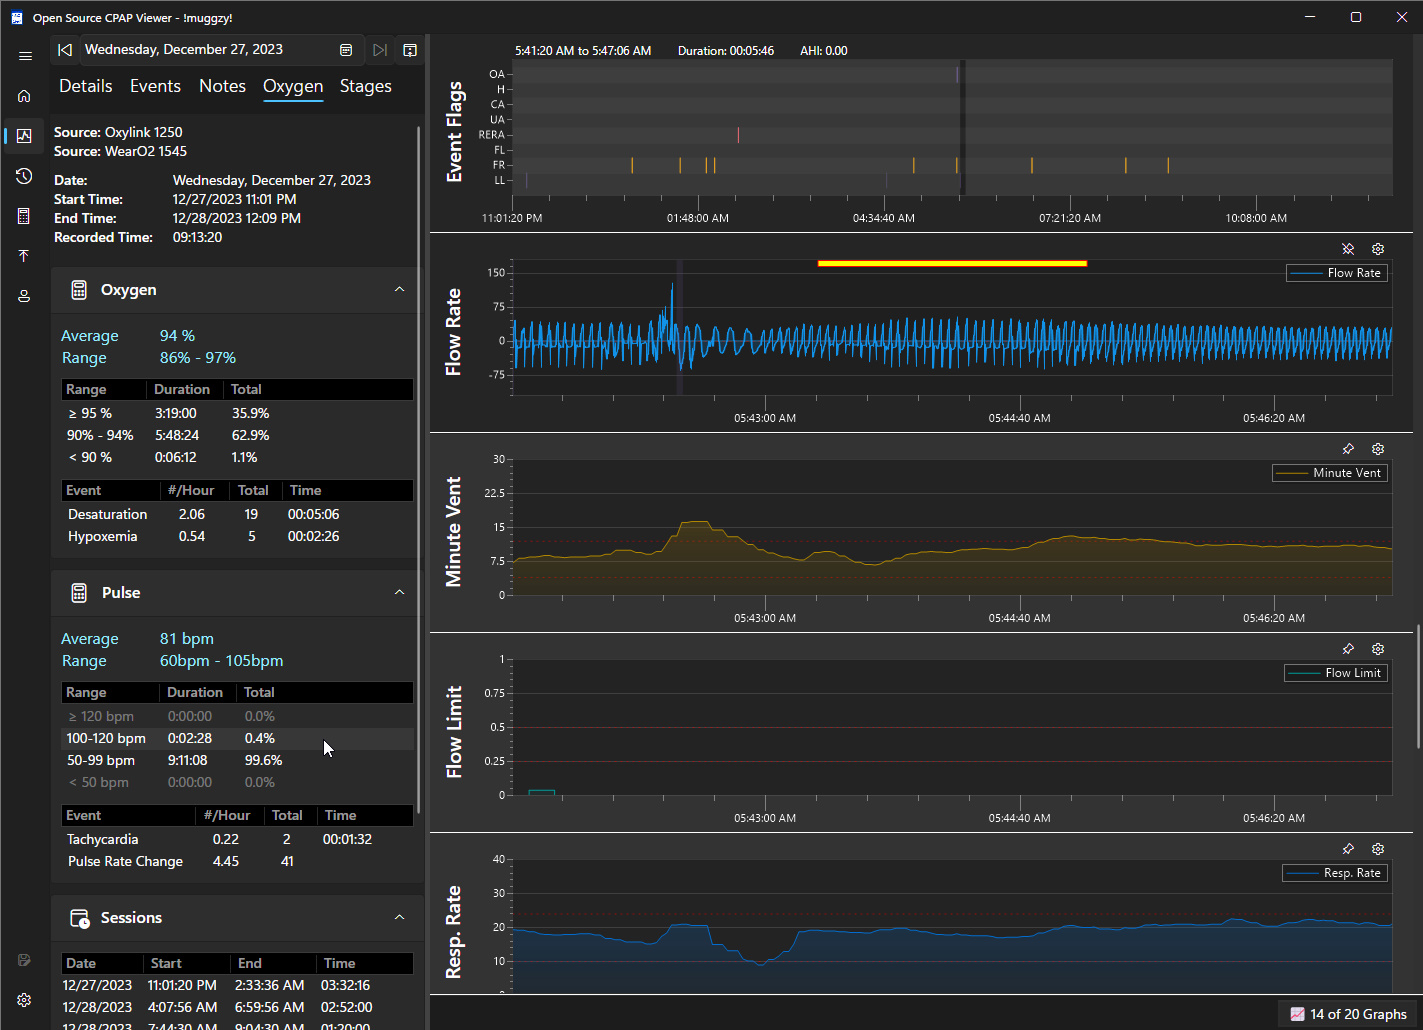 Open Source CPAP Viewer - !muggzy!
Wednesday, December 27, 2023
Details Events Notes Oxygen Stages
Source: Oxylink 1250
Source: WearO2 1545
Date: Wednesday, December 27, 2023
Start Time: 12/27/2023 11:01 PM
End Time: 12/28/2023 12:09 PM
Recorded Time: 09:13:20
Oxygen
Average 94 %
Range 86% - 97%
Range Duration Total
≥ 95 % 3:19:00 35.9%
90% - 94% 5:48:24 62.9%
< 90 % 0:06:12 1.1%
Event #/Hour Total Time
Desaturation 2.06 19 00:05:06
Hypoxemia 0.54 5 00:02:26
Pulse
Average 81 bpm
Range 60bpm - 105bpm
Range Duration Total
≥ 120 bpm 0:00:00 0.0%
100-120 bpm 0:02:28 0.4%
50-99 bpm 9:11:08 99.6%
< 50 bpm 0:00:00 0.0%
Event #/Hour Total Time
Tachycardia 0.22 2 00:01:32
Pulse Rate Change 4.45 41
Sessions
Date Start End Time
12/27/2023 11:01:20 PM 2:33:36 AM 03:32:16
12/28/2023 4:07:56 AM 6:59:56 AM 02:52:00
12/28/2023 7:44:30 AM 9:04:30 AM 01:20:00
5:41:20 AM to 5:47:06 AM Duration: 00:05:46 AHI: 0.00
Event Flags
OA
H
CA
UA
RERA
FL
FR
LL
11:01:20 PM 01:48:00 AM 04:34:40 AM 07:21:20 AM 10:08:00 AM
Flow Rate
Flow Rate
150
75
0
-75
05:43:00 AM 05:44:40 AM 05:46:20 AM
Minute Vent
Minute Vent
30
22.5
15
7.5
0
05:43:00 AM 05:44:40 AM 05:46:20 AM
Flow Limit
Flow Limit
1
0.75
0.5
0.25
0
05:43:00 AM 05:44:40 AM 05:46:20 AM
Resp. Rate
Resp. Rate
40
30
20
10
14 of 20 Graphs